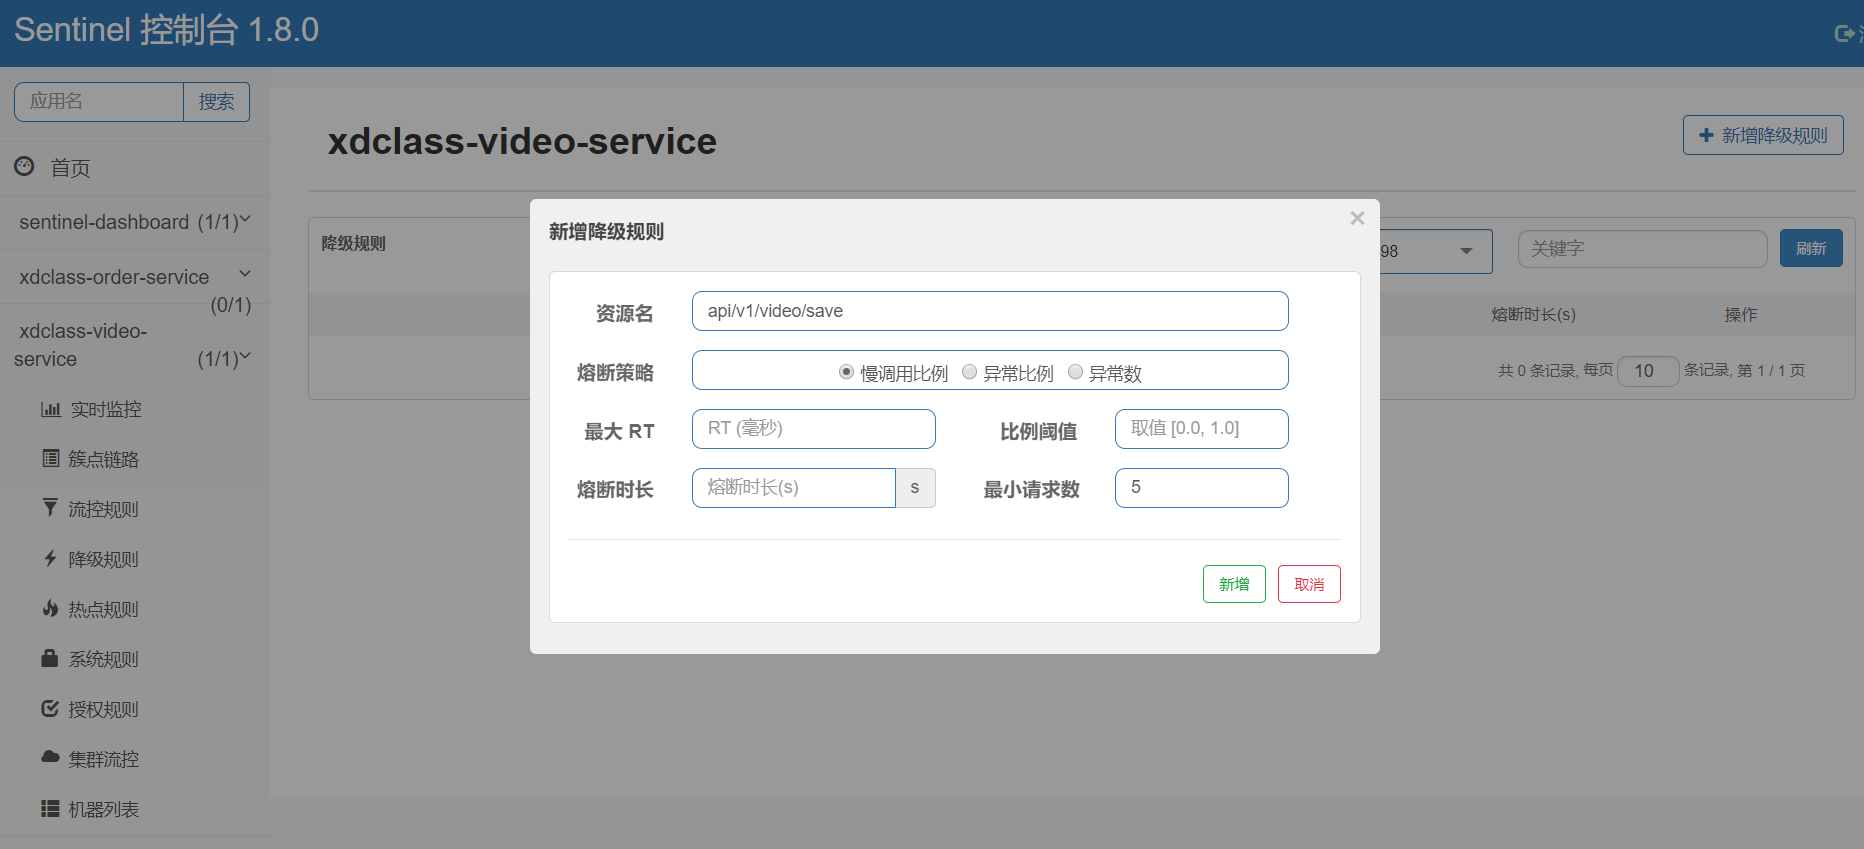 Sentinel 控制台 1.8.0
应用名
搜索
首页
sentinel-dashboard (1/1)
xdclass-order-service
(0/1)
xdclass-video-
service (1/1)
实时监控
簇点链路
流控规则
降级规则
热点规则
系统规则
授权规则
集群流控
机器列表
xdclass-video-service
新增降级规则
降级规则
98
关键字
刷新
熔断时长(s) 操作
共 0 条记录, 每页 10 条记录, 第 1 / 1 页
新增降级规则
×
资源名 api/v1/video/save
熔断策略 慢调用比例 异常比例 异常数
最大 RT RT (毫秒) 比例阈值 取值 [0.0, 1.0]
熔断时长 熔断时长(s) s 最小请求数 5
新增 取消